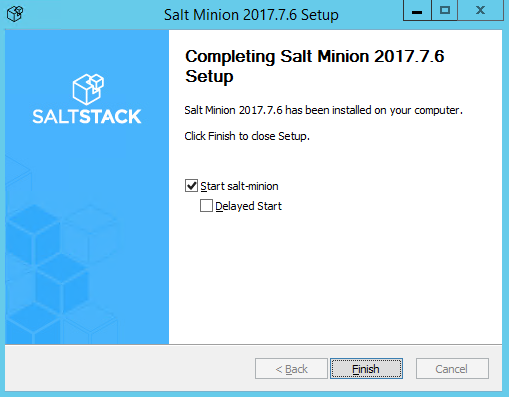 Salt Minion 2017.7.6 Setup
SALTSTACK
Completing Salt Minion 2017.7.6
Setup
Salt Minion 2017.7.6 has been installed on your computer.
Click Finish to close Setup.
Start salt-minion
Delayed Start
< Back
Finish
Cancel